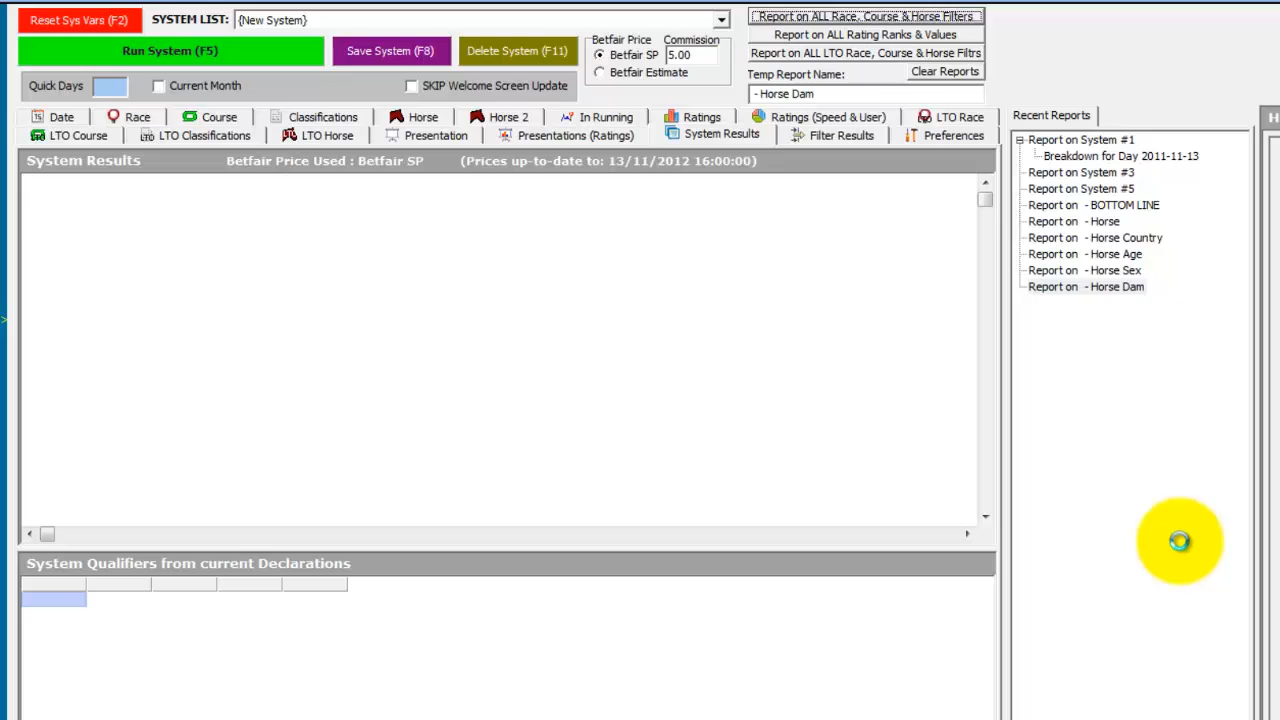 Reset Sys Vars (F2)
SYSTEM LIST:
{New System}
Run System (F5)
Save System (F8)
Delete System (F11)
Betfair Price
Commission
Betfair SP
5.00
Betfair Estimate
Quick Days
Current Month
SKIP Welcome Screen Update
Report on ALL Race, Course & Horse Filters
Report on ALL Rating Ranks & Values
Report on ALL LTO Race, Course & Horse Filtrs
Temp Report Name:
Clear Reports
- Horse Dam
Date
Race
Course
Classifications
Horse
Horse 2
In Running
Ratings
Ratings (Speed & User)
LTO Race
LTO Course
LTO Classifications
LTO Horse
Presentation
Presentations (Ratings)
System Results
Filter Results
Preferences
System Results
Betfair Price Used : Betfair SP
(Prices up-to-date to: 13/11/2012 16:00:00)
System Qualifiers from current Declarations
Recent Reports
H
Report on System #1
Breakdown for Day 2011-11-13
Report on System #3
Report on System #5
Report on - BOTTOM LINE
Report on - Horse
Report on - Horse Country
Report on - Horse Age
Report on - Horse Sex
Report on - Horse Dam